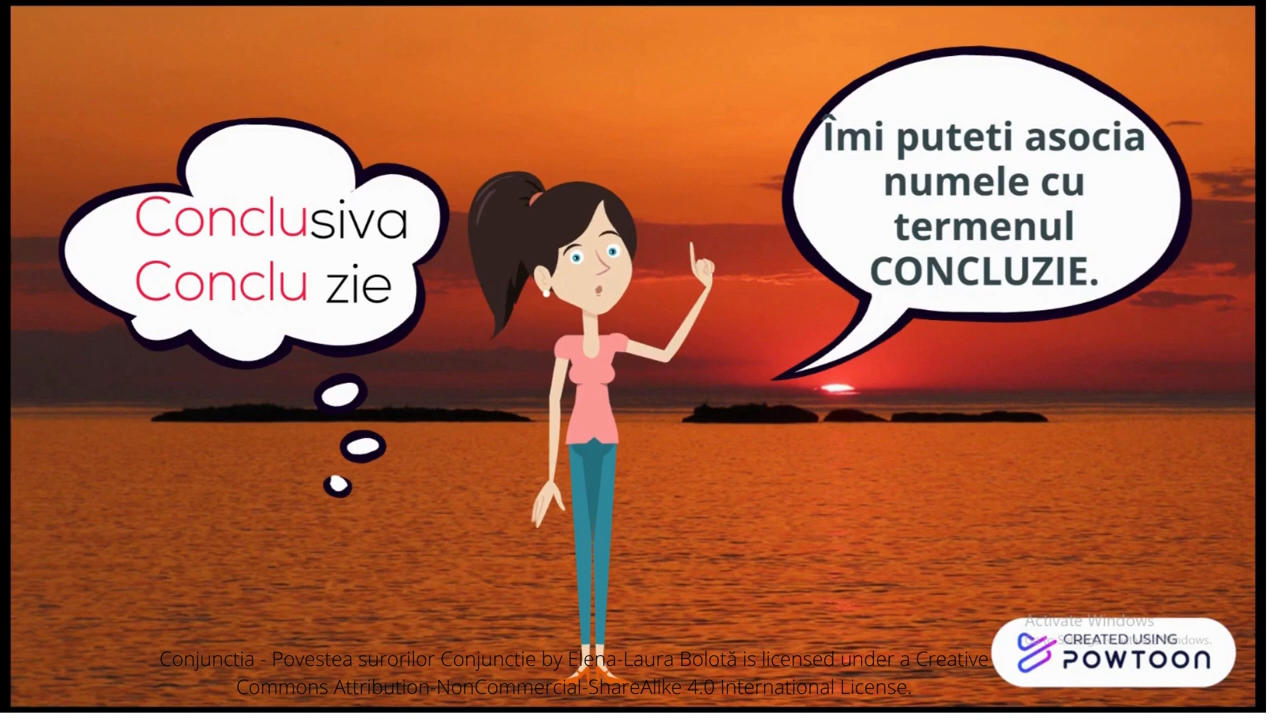 Conclusiva
Conclu zie
Îmi puteti asocia
numele cu
termenul
CONCLUZIE.
Activate Windows
CREATED USING
POWTOON
Conjunctia - Povestea surorilor Conjunctie by Elena-Laura Bolotă is licensed under a Creative
Commons Attribution-NonCommercial-ShareAlike 4.0 International License.